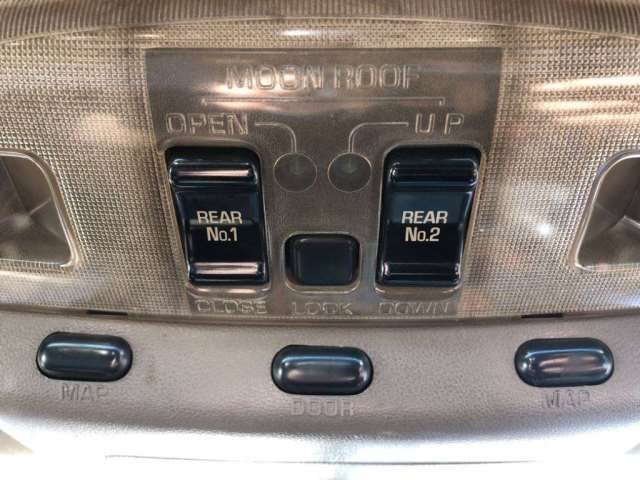 MOON ROOF
OPEN UP
REAR No.1
REAR No.2
CLOSE LOCK DOWN
MAP DOOR MAP